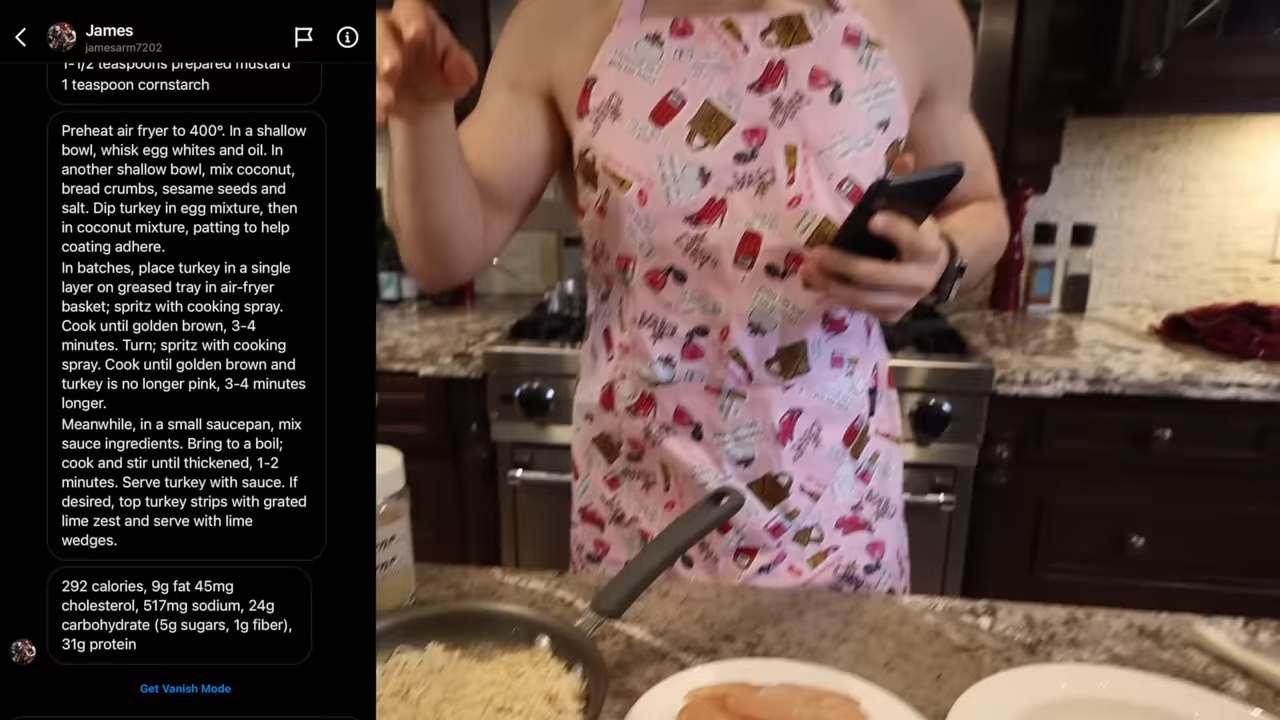 James
jamesarm7202
1-1/2 teaspoons prepared mustard
1 teaspoon cornstarch
Preheat air fryer to 400°. In a shallow
bowl, whisk egg whites and oil. In
another shallow bowl, mix coconut,
bread crumbs, sesame seeds and
salt. Dip turkey in egg mixture, then
in coconut mixture, patting to help
coating adhere.
In batches, place turkey in a single
layer on greased tray in air-fryer
basket; spritz with cooking spray.
Cook until golden brown, 3-4
minutes. Turn; spritz with cooking
spray. Cook until golden brown and
turkey is no longer pink, 3-4 minutes
longer.
Meanwhile, in a small saucepan, mix
sauce ingredients. Bring to a boil;
cook and stir until thickened, 1-2
minutes. Serve turkey with sauce. If
desired, top turkey strips with grated
lime zest and serve with lime
wedges.
292 calories, 9g fat 45mg
cholesterol, 517mg sodium, 24g
carbohydrate (5g sugars, 1g fiber),
31g protein
Get Vanish Mode